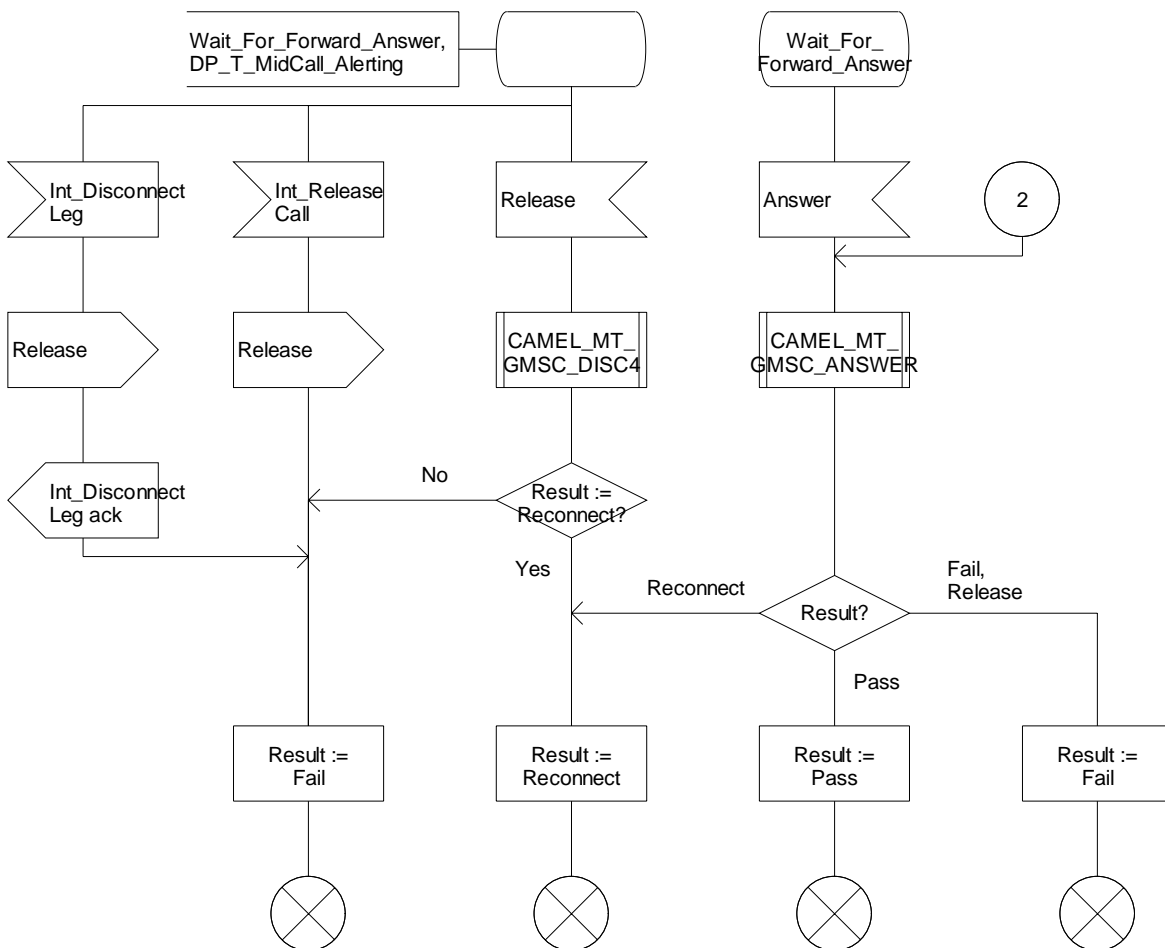 Wait_For_Forward_Answer,
DP_T_MidCall_Alerting
Wait_For_
Forward_Answer
Int_Disconnect
Leg
Int_Release
Call
Release
Answer
2
Release
Release
CAMEL_MT_
GMSC_DISC4
CAMEL_MT_
GMSC_ANSWER
Int_Disconnect
Leg ack
No
Result :=
Reconnect?
Yes
Reconnect
Result?
Fail,
Release
Pass
Result :=
Fail
Result :=
Reconnect
Result :=
Pass
Result :=
Fail